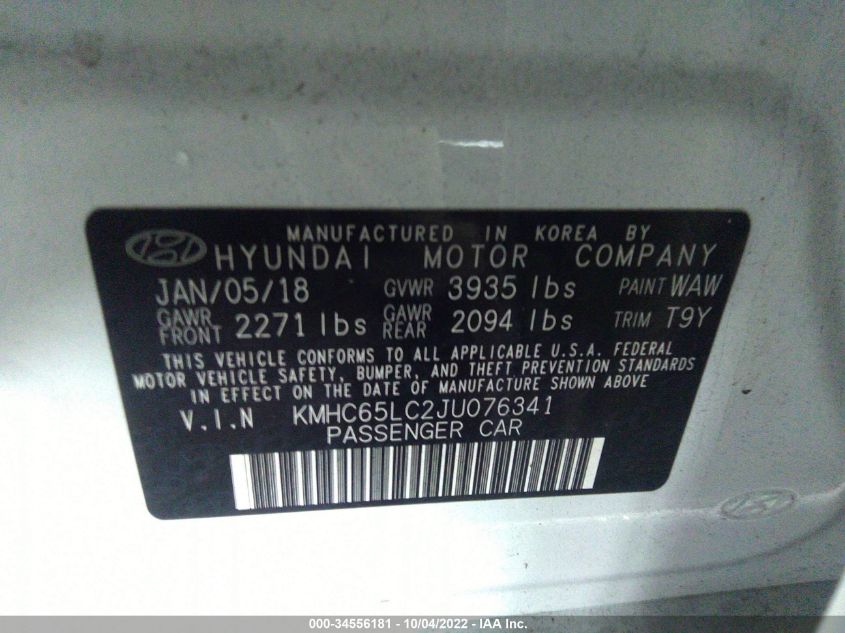 MANUFACTURED IN KOREA BY
HYUNDAI MOTOR COMPANY
JAN/05/18 GVWR 3935 lbs PAINT WAW
GAWR FRONT 2271 lbs GAWR REAR 2094 lbs TRIM T9Y
THIS VEHICLE CONFORMS TO ALL APPLICABLE U.S.A. FEDERAL
MOTOR VEHICLE SAFETY, BUMPER, AND THEFT PREVENTION STANDARDS
IN EFFECT ON THE DATE OF MANUFACTURE SHOWN ABOVE
V.I.N KMHC65LC2JU076341
PASSENGER CAR
000-34556181 - 10/04/2022 - IAA Inc.